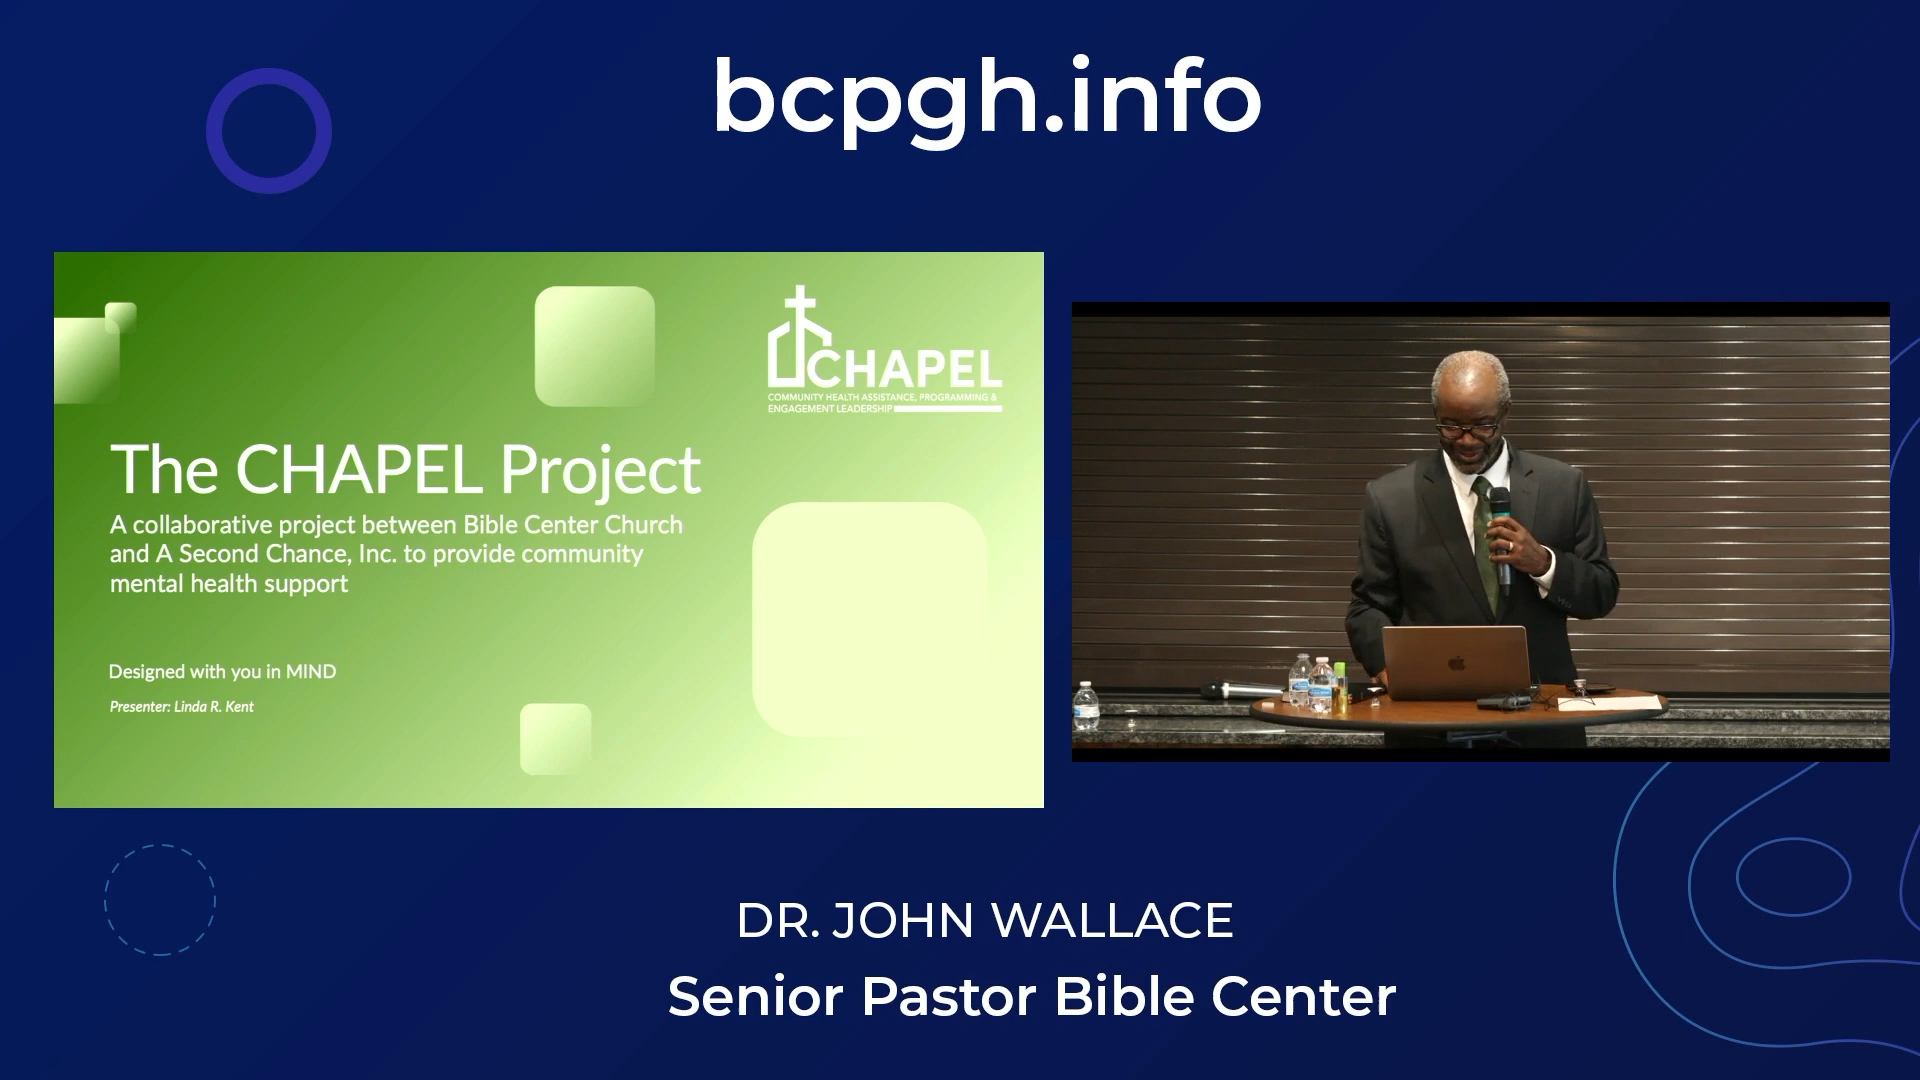 bcpgh.info
CHAPEL
COMMUNITY HEALTH ASSISTANCE, PROGRAMMING &
ENGAGEMENT LEADERSHIP
The CHAPEL Project
A collaborative project between Bible Center Church
and A Second Chance, Inc. to provide community
mental health support
Designed with you in MIND
Presenter: Linda R. Kent
DR. JOHN WALLACE
Senior Pastor Bible Center